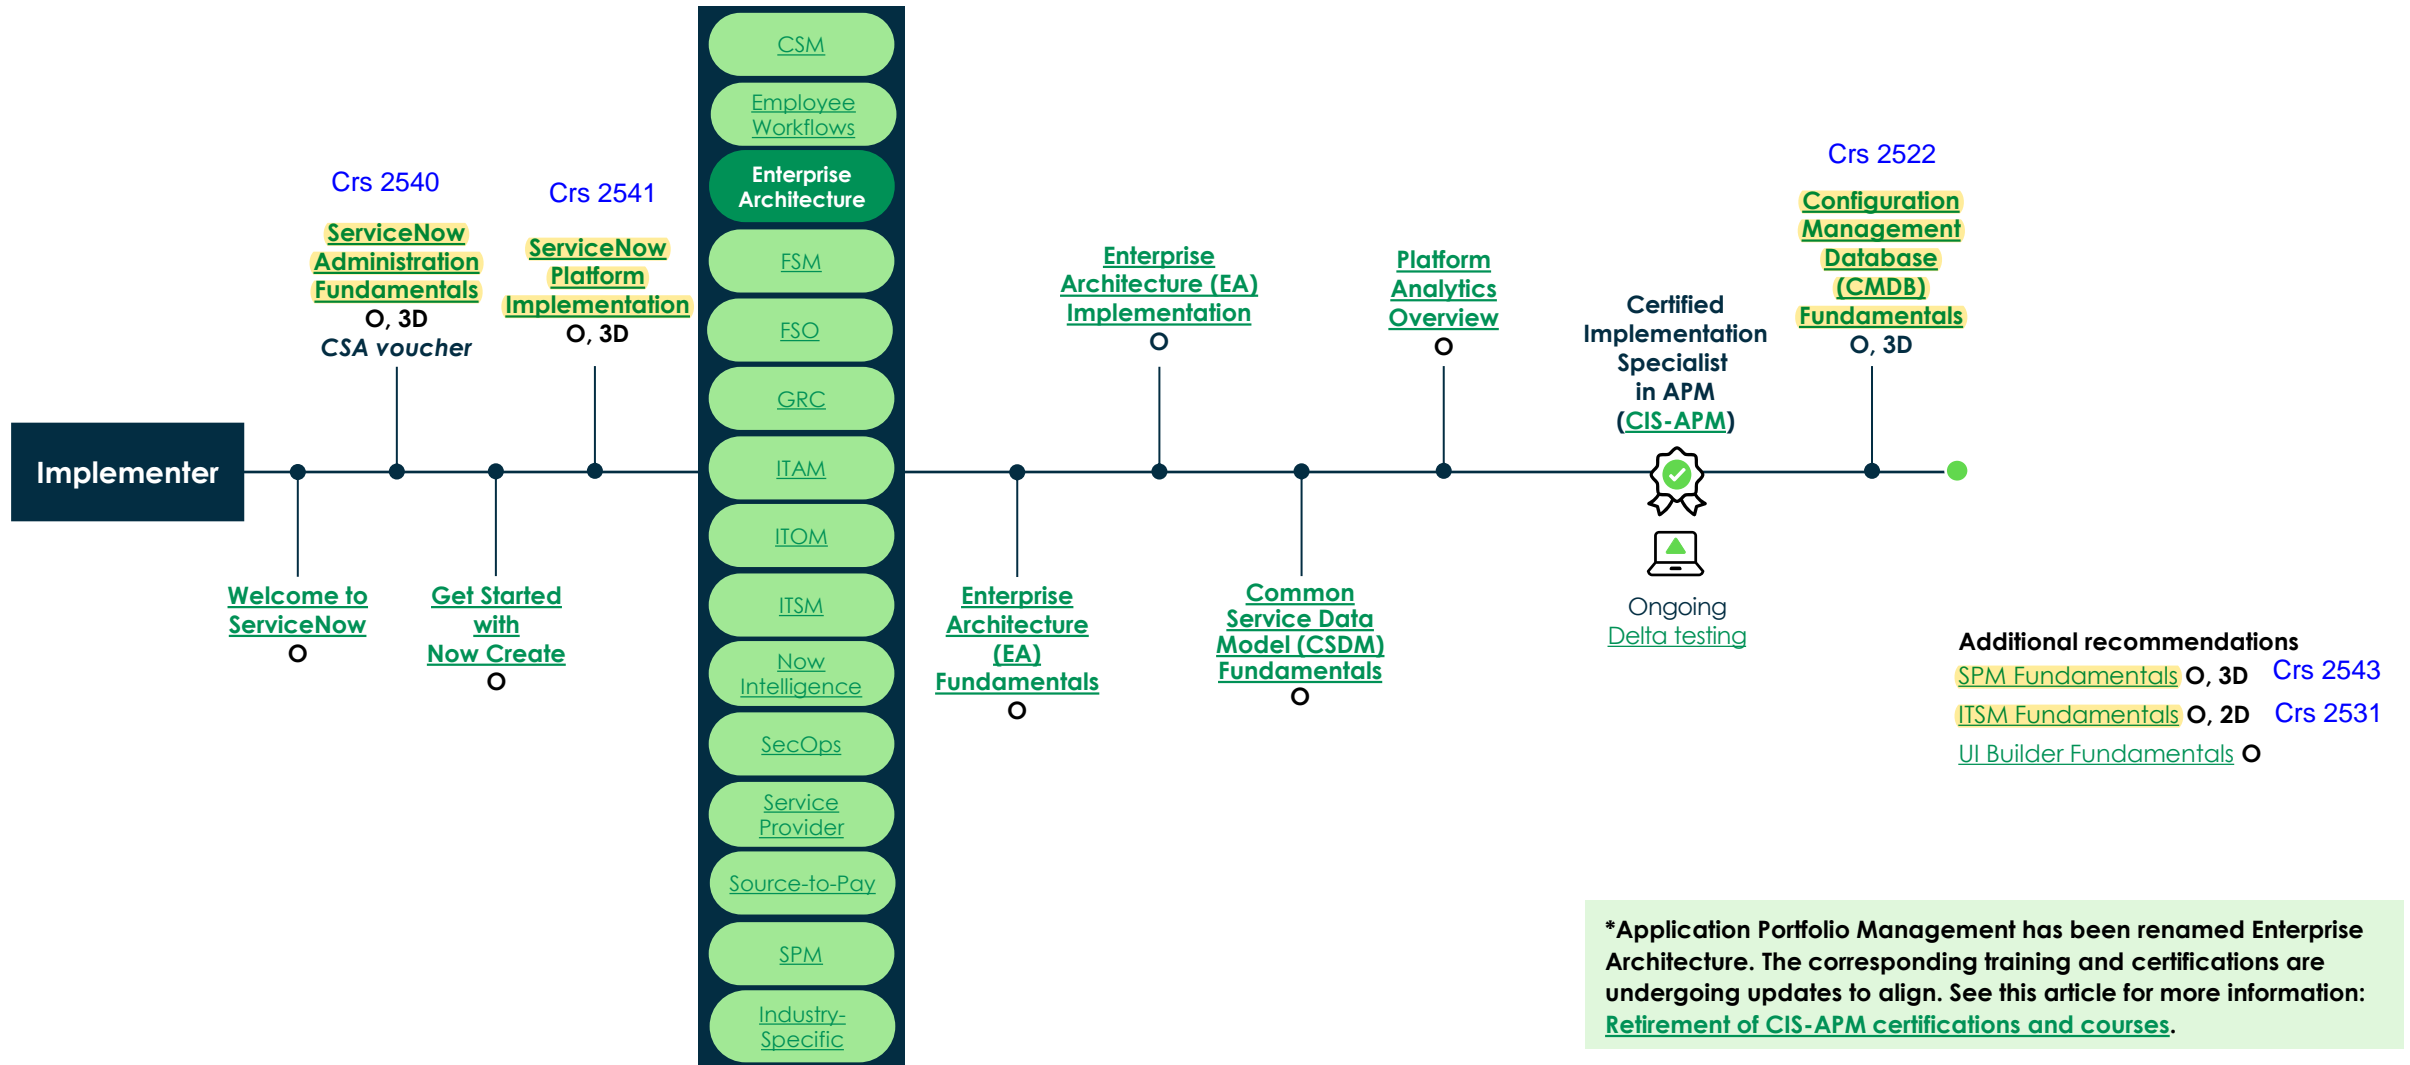 Implementer
Welcome to
ServiceNow
O
Crs 2540
ServiceNow
Administration
Fundamentals
O, 3D
CSA voucher
Get Started
with
Now Create
O
Crs 2541
ServiceNow
Platform
Implementation
O, 3D
CSM
Employee
Workflows
Enterprise
Architecture
FSM
FSO
GRC
ITAM
ITOM
ITSM
Now
Intelligence
SecOps
Service
Provider
Source-to-Pay
SPM
Industry-
Specific
Enterprise
Architecture
(EA)
Fundamentals
O
Enterprise
Architecture (EA)
Implementation
O
Common
Service Data
Model (CSDM)
Fundamentals
O
Platform
Analytics
Overview
O
Certified
Implementation
Specialist
in APM
(CIS-APM)
Ongoing
Delta testing
Crs 2522
Configuration
Management
Database
(CMDB)
Fundamentals
O, 3D
Additional recommendations
SPM Fundamentals O, 3D Crs 2543
ITSM Fundamentals O, 2D Crs 2531
UI Builder Fundamentals O
*Application Portfolio Management has been renamed Enterprise
Architecture. The corresponding training and certifications are
undergoing updates to align. See this article for more information:
Retirement of CIS-APM certifications and courses.